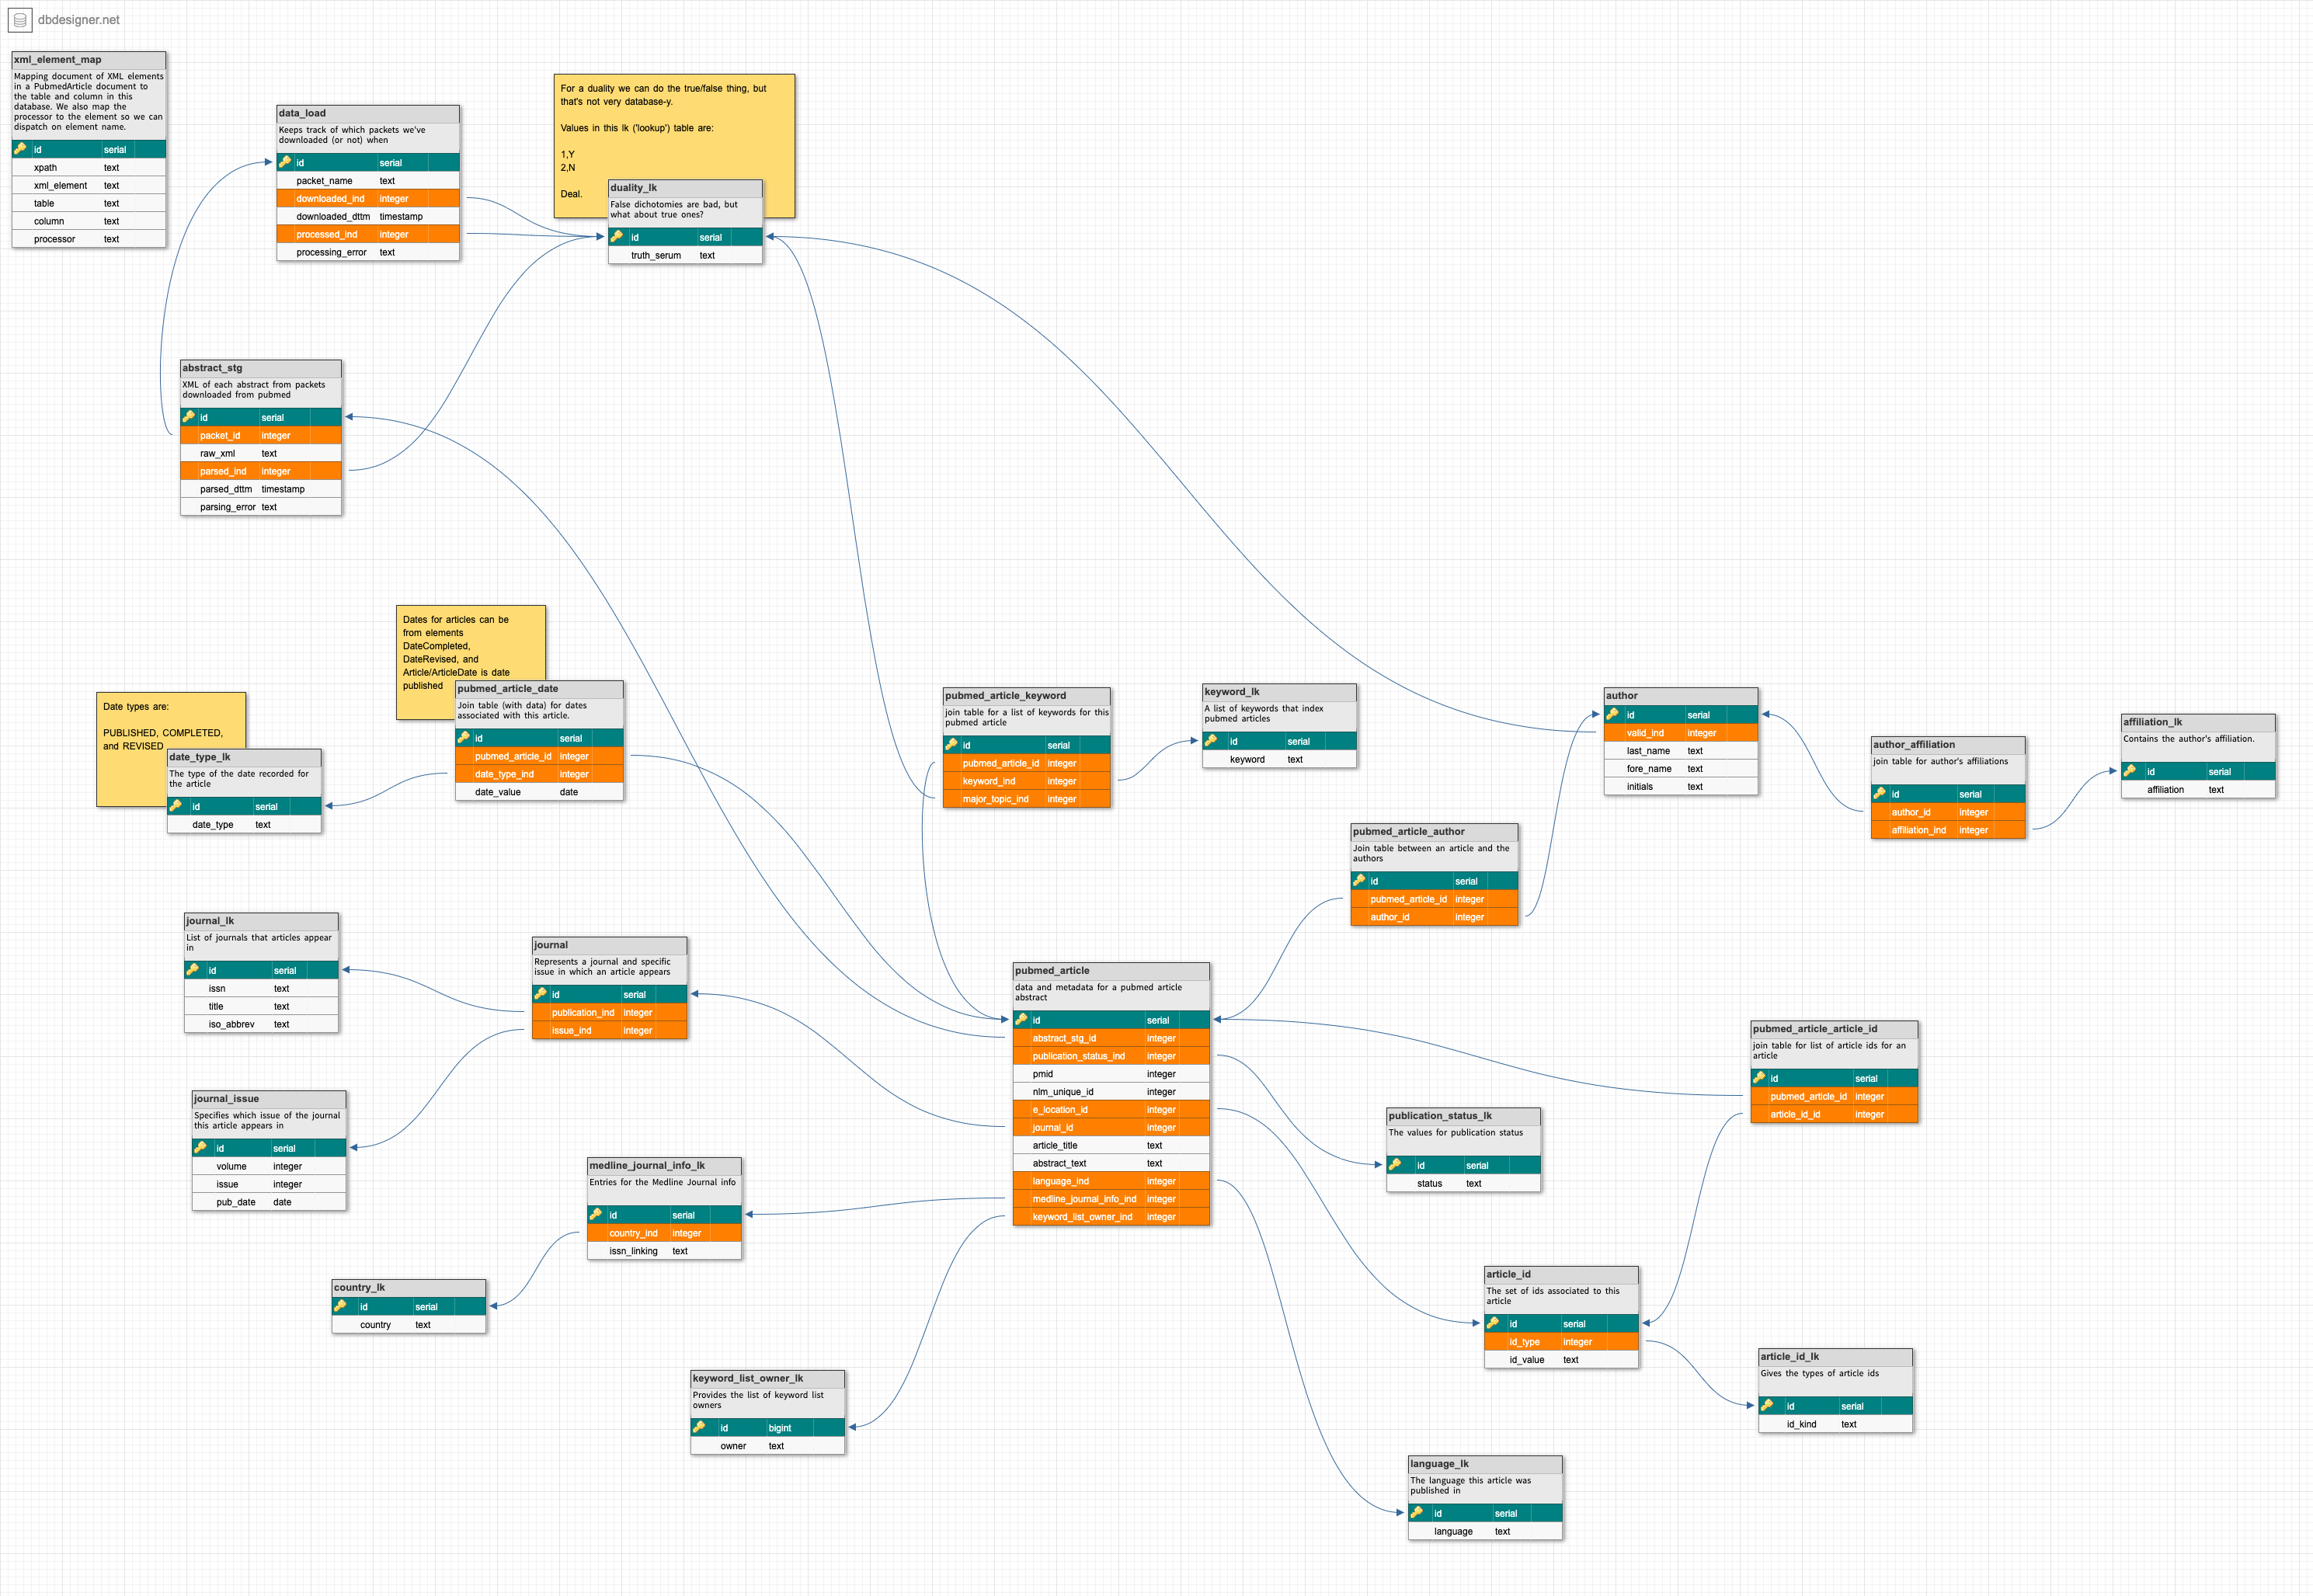 dbdesigner.net
xml_element_map
Mapping document of XML elements
in a PubmedArticle document to
the table and column in this
database. We also map the
processor to the element so we can
dispatch on element name.
id serial
xpath text
xml_element text
table text
column text
processor text
data_load
Keeps track of which packets we've
downloaded (or not) when
id serial
packet_name text
downloaded_ind integer
downloaded_dttm timestamp
processed_ind integer
processing_error text
For a duality we can do the true/false thing, but
that's not very database-y.
Values in this lk ('lookup') table are:
1,Y
2,N
Deal.
duality_lk
False dichotomies are bad, but
what about true ones?
id serial
truth_serum text
abstract_stg
XML of each abstract from packets
downloaded from pubmed
id serial
packet_id integer
raw_xml text
parsed_ind integer
parsed_dttm timestamp
parsing_error text
Dates for articles can be
from elements
DateCompleted,
DateRevised, and
Article/ArticleDate is date
published
pubmed_article_date
Join table (with data) for dates
associated with this article.
id serial
pubmed_article_id integer
date_type_ind integer
date_value date
Date types are:
PUBLISHED, COMPLETED,
and REVISED
date_type_lk
The type of the date recorded for
the article
id serial
date_type text
pubmed_article_keyword
join table for a list of keywords for this
pubmed article
id serial
pubmed_article_id integer
keyword_ind integer
major_topic_ind integer
keyword_lk
A list of keywords that index
pubmed articles
id serial
keyword text
author
id serial
valid_ind integer
last_name text
fore_name text
initials text
author_affiliation
join table for author's affiliations
id serial
author_id integer
affiliation_ind integer
affiliation_lk
Contains the author's affiliation.
id serial
affiliation text
pubmed_article_author
Join table between an article and the
authors
id serial
pubmed_article_id integer
author_id integer
journal_lk
List of journals that articles appear
in
id serial
issn text
title text
iso_abbrev text
journal
Represents a journal and specific
issue in which an article appears
id serial
publication_ind integer
issue_ind integer
pubmed_article
data and metadata for a pubmed article
abstract
id serial
abstract_stg_id integer
publication_status_ind integer
pmid integer
nlm_unique_id integer
e_location_id integer
journal_id integer
article_title text
abstract_text text
language_ind integer
medline_journal_info_ind integer
keyword_list_owner_ind integer
pubmed_article_article_id
join table for list of article ids for an
article
id serial
pubmed_article_id integer
article_id_id integer
journal_issue
Specifies which issue of the journal
this article appears in
id serial
volume integer
issue integer
pub_date date
publication_status_lk
The values for publication status
id serial
status text
medline_journal_info_lk
Entries for the Medline Journal info
id serial
country_ind integer
issn_linking text
country_lk
id serial
country text
article_id
The set of ids associated to this
article
id serial
id_type integer
id_value text
article_id_lk
Gives the types of article ids
id serial
id_kind text
keyword_list_owner_lk
Provides the list of keyword list
owners
id bigint
owner text
language_lk
The language this article was
published in
id serial
language text